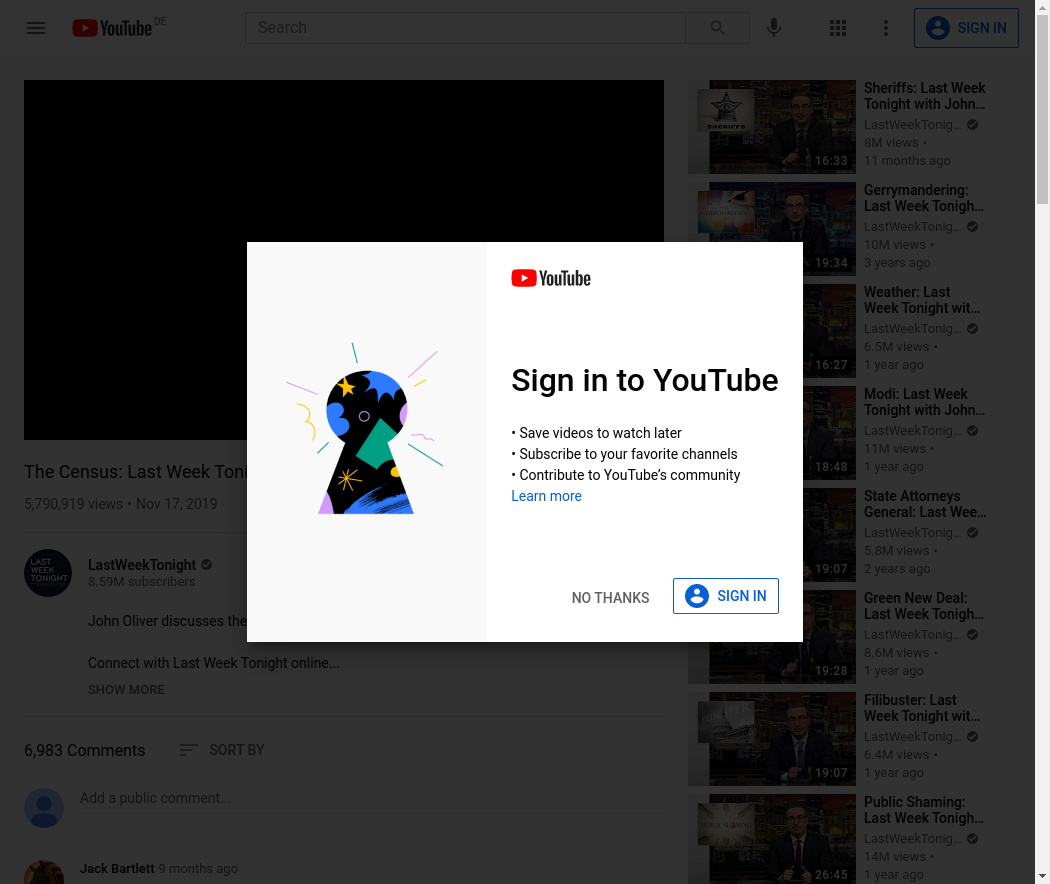 YouTube DE
Search
SIGN IN
Sheriffs: Last Week
Tonight with John...
LastWeekTonig...
8M views •
11 months ago
SHERIFFS
16:33
Gerrymandering:
Last Week Tonigh...
LastWeekTonig...
10M views •
3 years ago
19:34
Weather: Last
Week Tonight wit...
LastWeekTonig...
6.5M views •
1 year ago
16:27
Modi: Last Week
Tonight with John...
LastWeekTonig...
11M views •
1 year ago
18:48
State Attorneys
General: Last Wee...
LastWeekTonig...
5.8M views •
2 years ago
19:07
Green New Deal:
Last Week Tonigh...
LastWeekTonig...
8.6M views •
1 year ago
19:28
Filibuster: Last
Week Tonight wit...
LastWeekTonig...
6.4M views •
1 year ago
19:07
Public Shaming:
Last Week Tonigh...
LastWeekTonig...
14M views •
1 year ago
26:45
YouTube
Sign in to YouTube
• Save videos to watch later
• Subscribe to your favorite channels
• Contribute to YouTube’s community
Learn more
NO THANKS
SIGN IN
The Census: Last Week Toni
5,790,919 views • Nov 17, 2019
LAST
WEEK
TONIGHT
LastWeekTonight
8.59M subscribers
John Oliver discusses the
Connect with Last Week Tonight online...
SHOW MORE
6,983 Comments
SORT BY
Add a public comment...
Jack Bartlett 9 months ago